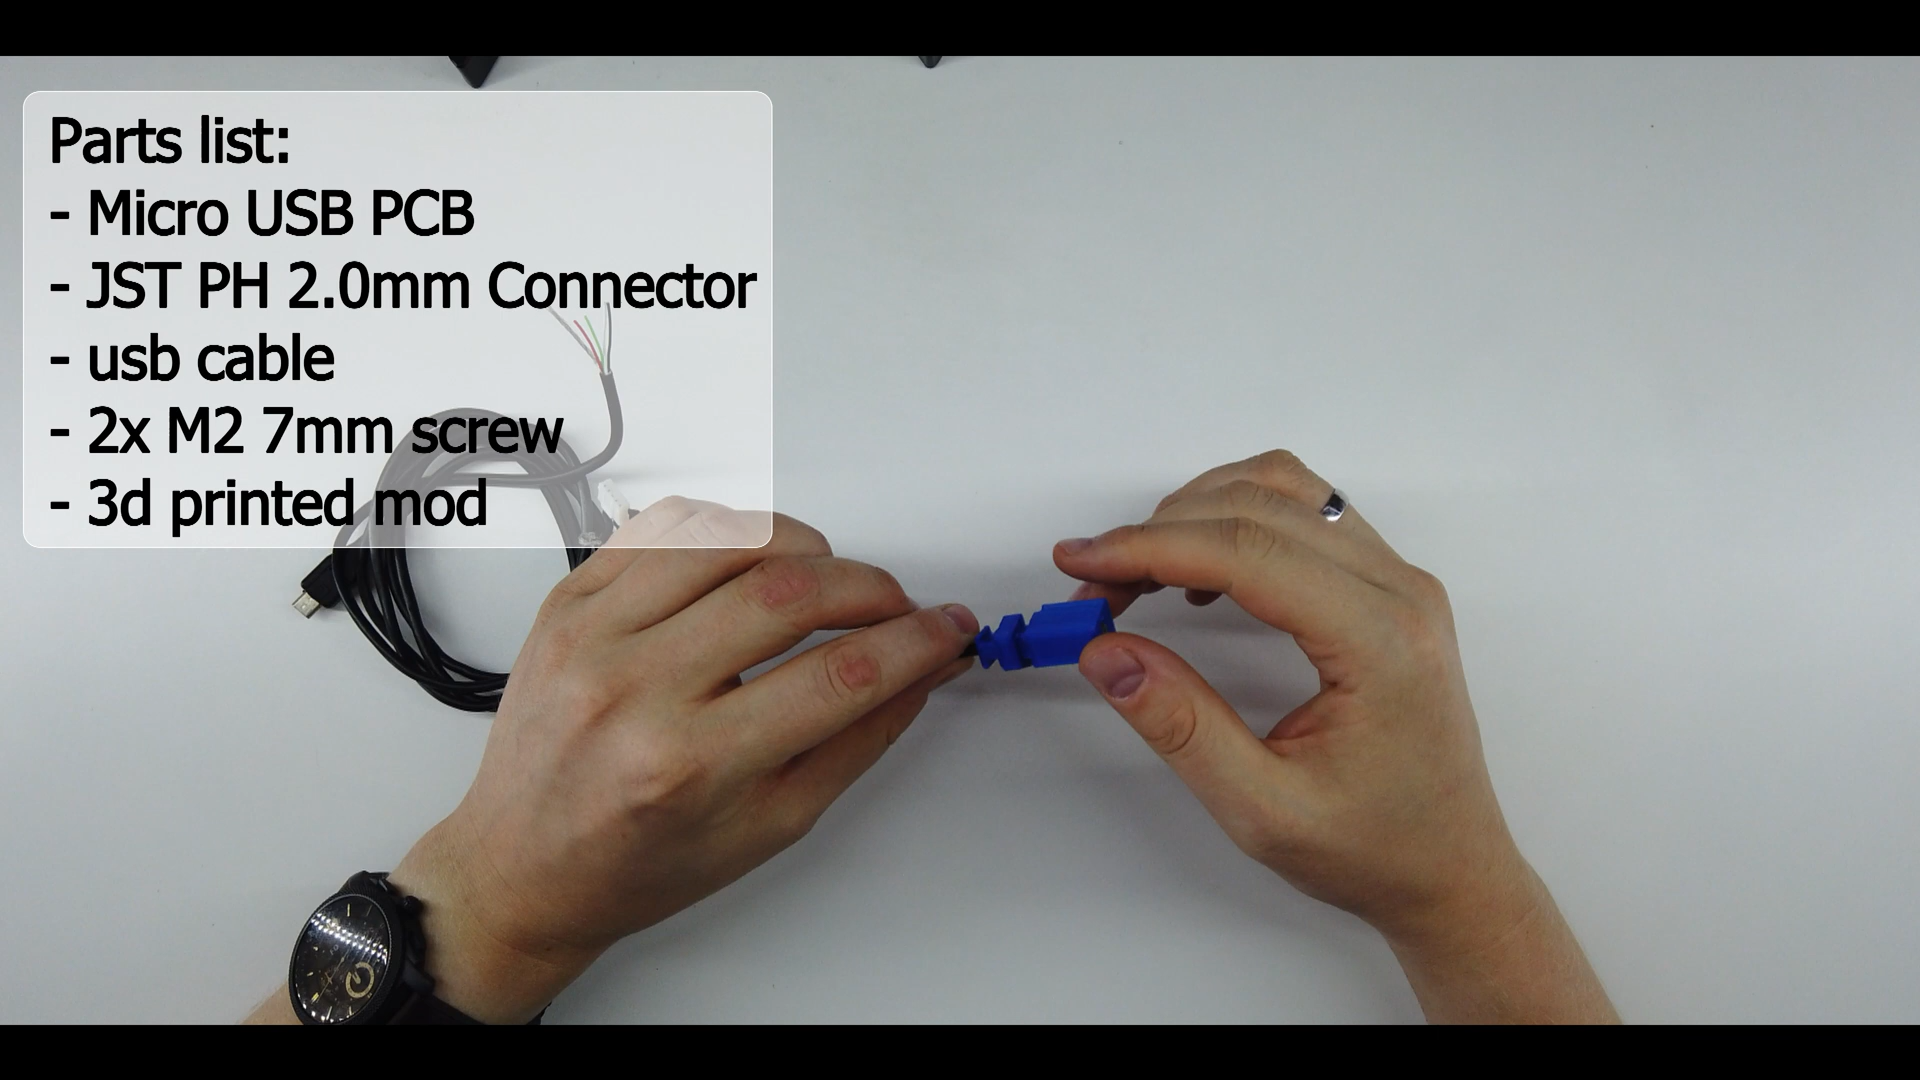 Parts list:
- Micro USB PCB
- JST PH 2.0mm Connector
- usb cable
- 2x M2 7mm screw
- 3d printed mod